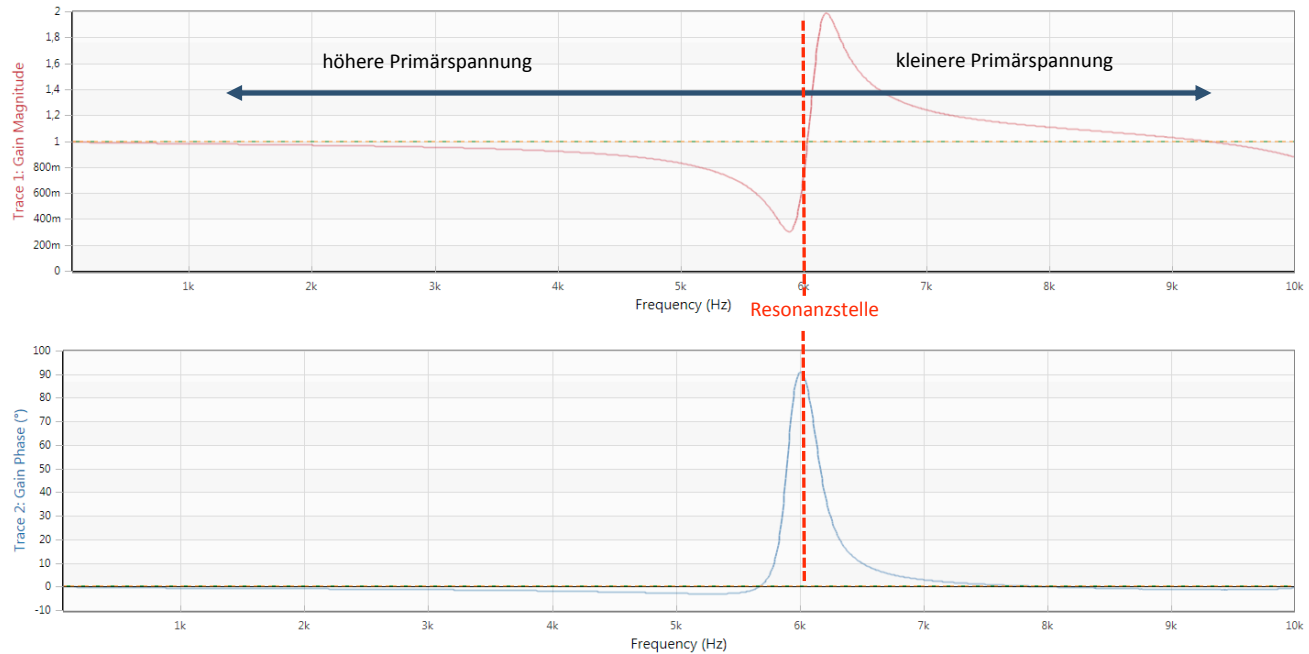 2
1,8
1,6
1,4
1,2
1
800m
600m
400m
200m
0
Trace 1: Gain Magnitude
höhere Primärspannung
kleinere Primärspannung
1k 2k 3k 4k 5k 6k 7k 8k 9k 10k
Frequency (Hz)
Resonanzstelle
100
90
80
70
60
50
40
30
20
10
0
-10
Trace 2: Gain Phase (°)
1k 2k 3k 4k 5k 6k 7k 8k 9k 10k
Frequency (Hz)